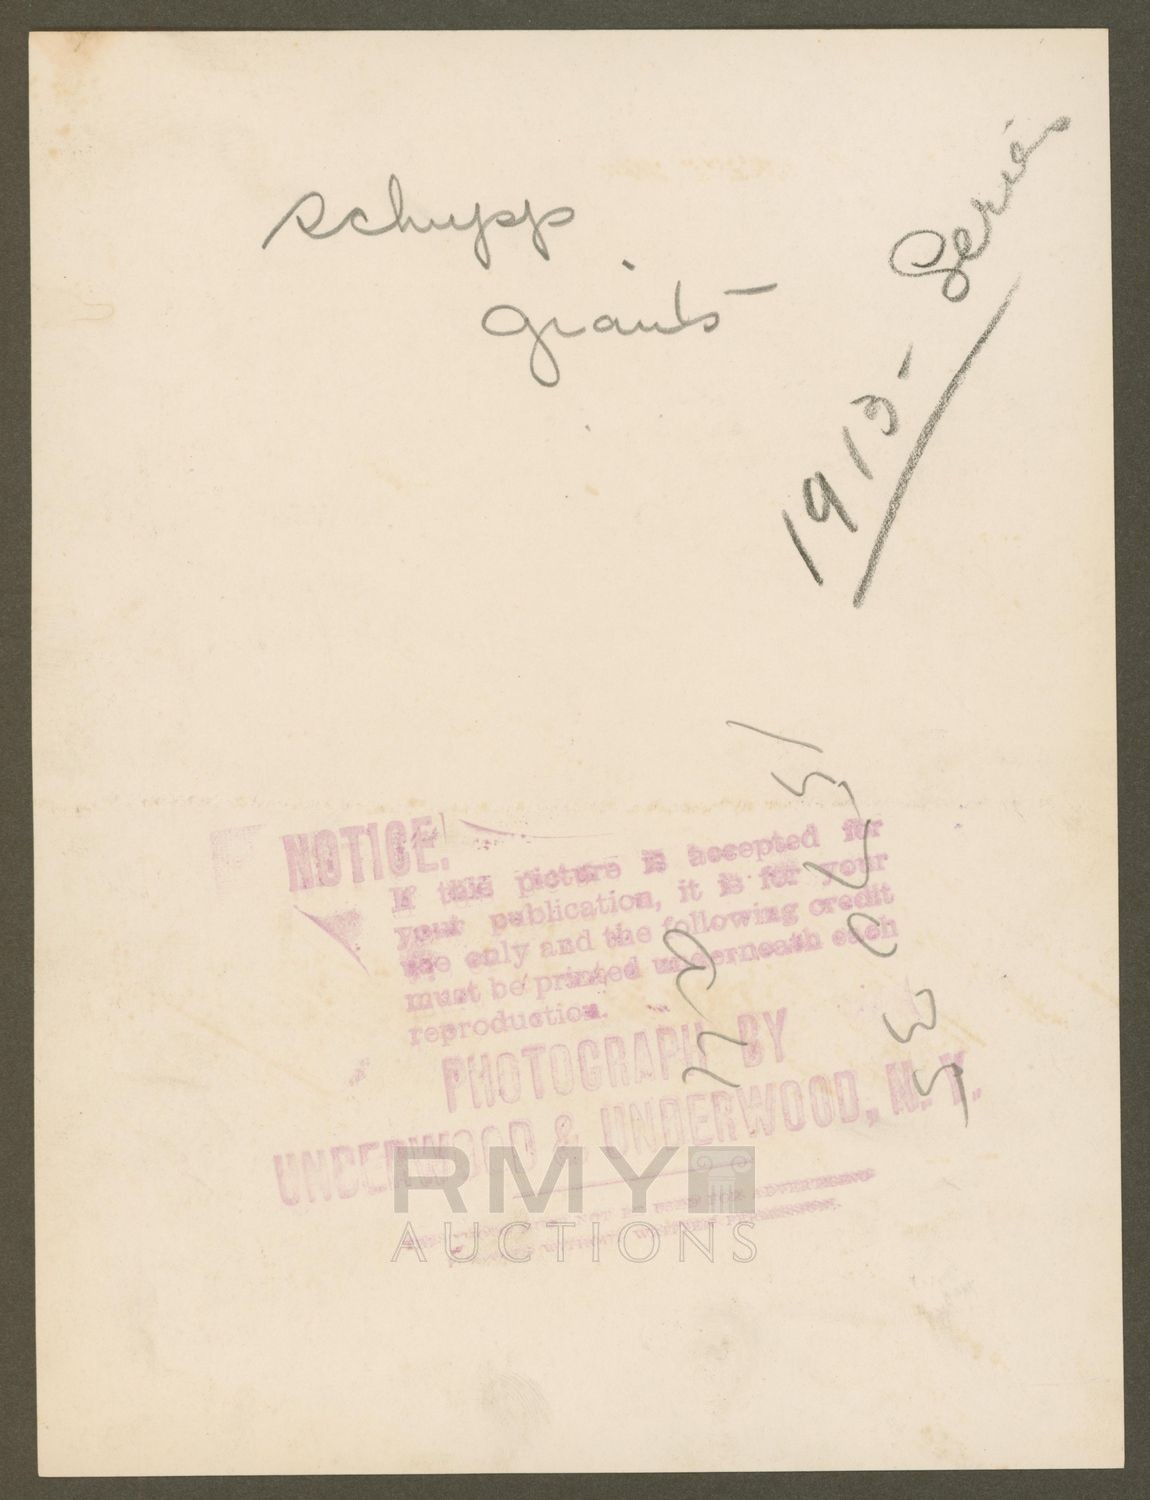 Schupp
Giants -
1913 - Series
NOTICE.
If this picture is accepted for
your publication, it is for your
use only and the following credit
must be printed underneath each
reproduction.
PHOTOGRAPH BY
UNDERWOOD & UNDERWOOD, N. Y.
RMY
AUCTIONS